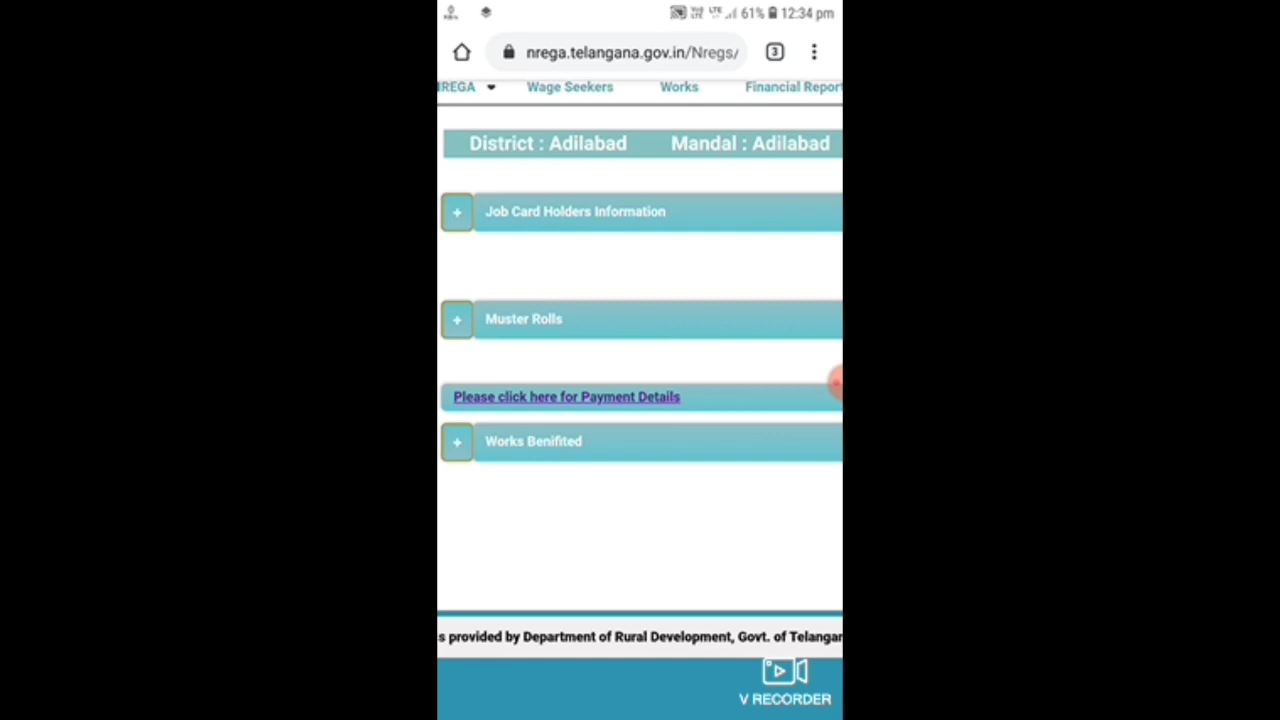 61% 12:34 pm
nrega.telangana.gov.in/Nregs/ 3
IREGA Wage Seekers Works Financial Report
District : Adilabad Mandal : Adilabad
+ Job Card Holders Information
+ Muster Rolls
Please click here for Payment Details
+ Works Benifited
s provided by Department of Rural Development, Govt. of Telangan
V RECORDER